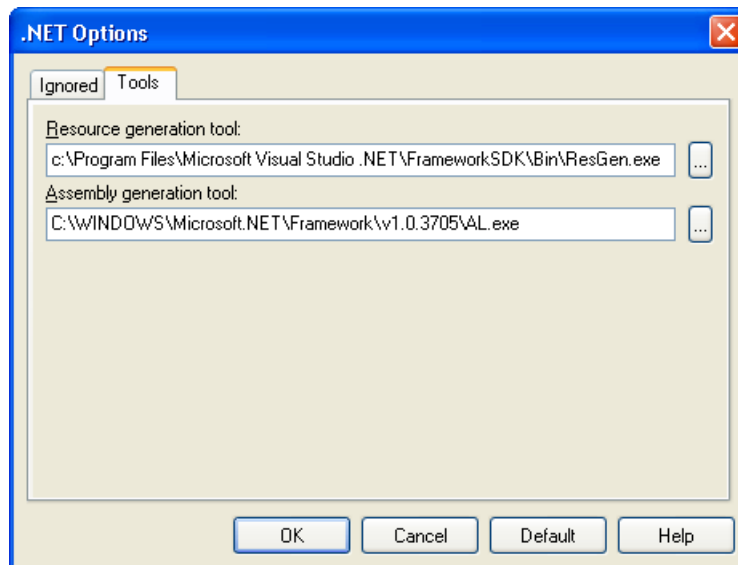 .NET Options
Ignored Tools
Resource generation tool:
c:\Program Files\Microsoft Visual Studio .NET\FrameworkSDK\Bin\ResGen.exe ...
Assembly generation tool:
C:\WINDOWS\Microsoft.NET\Framework\v1.0.3705\AL.exe ...
OK Cancel Default Help